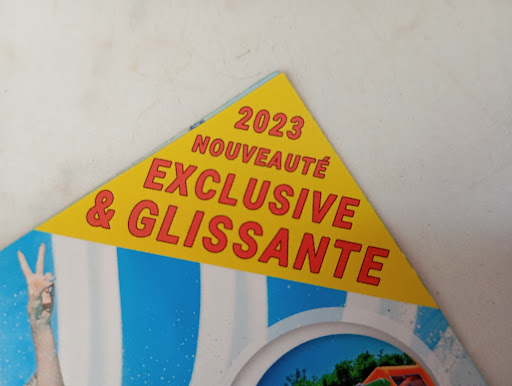 2023
NOUVEAUTÉ
EXCLUSIVE
& GLISSANTE